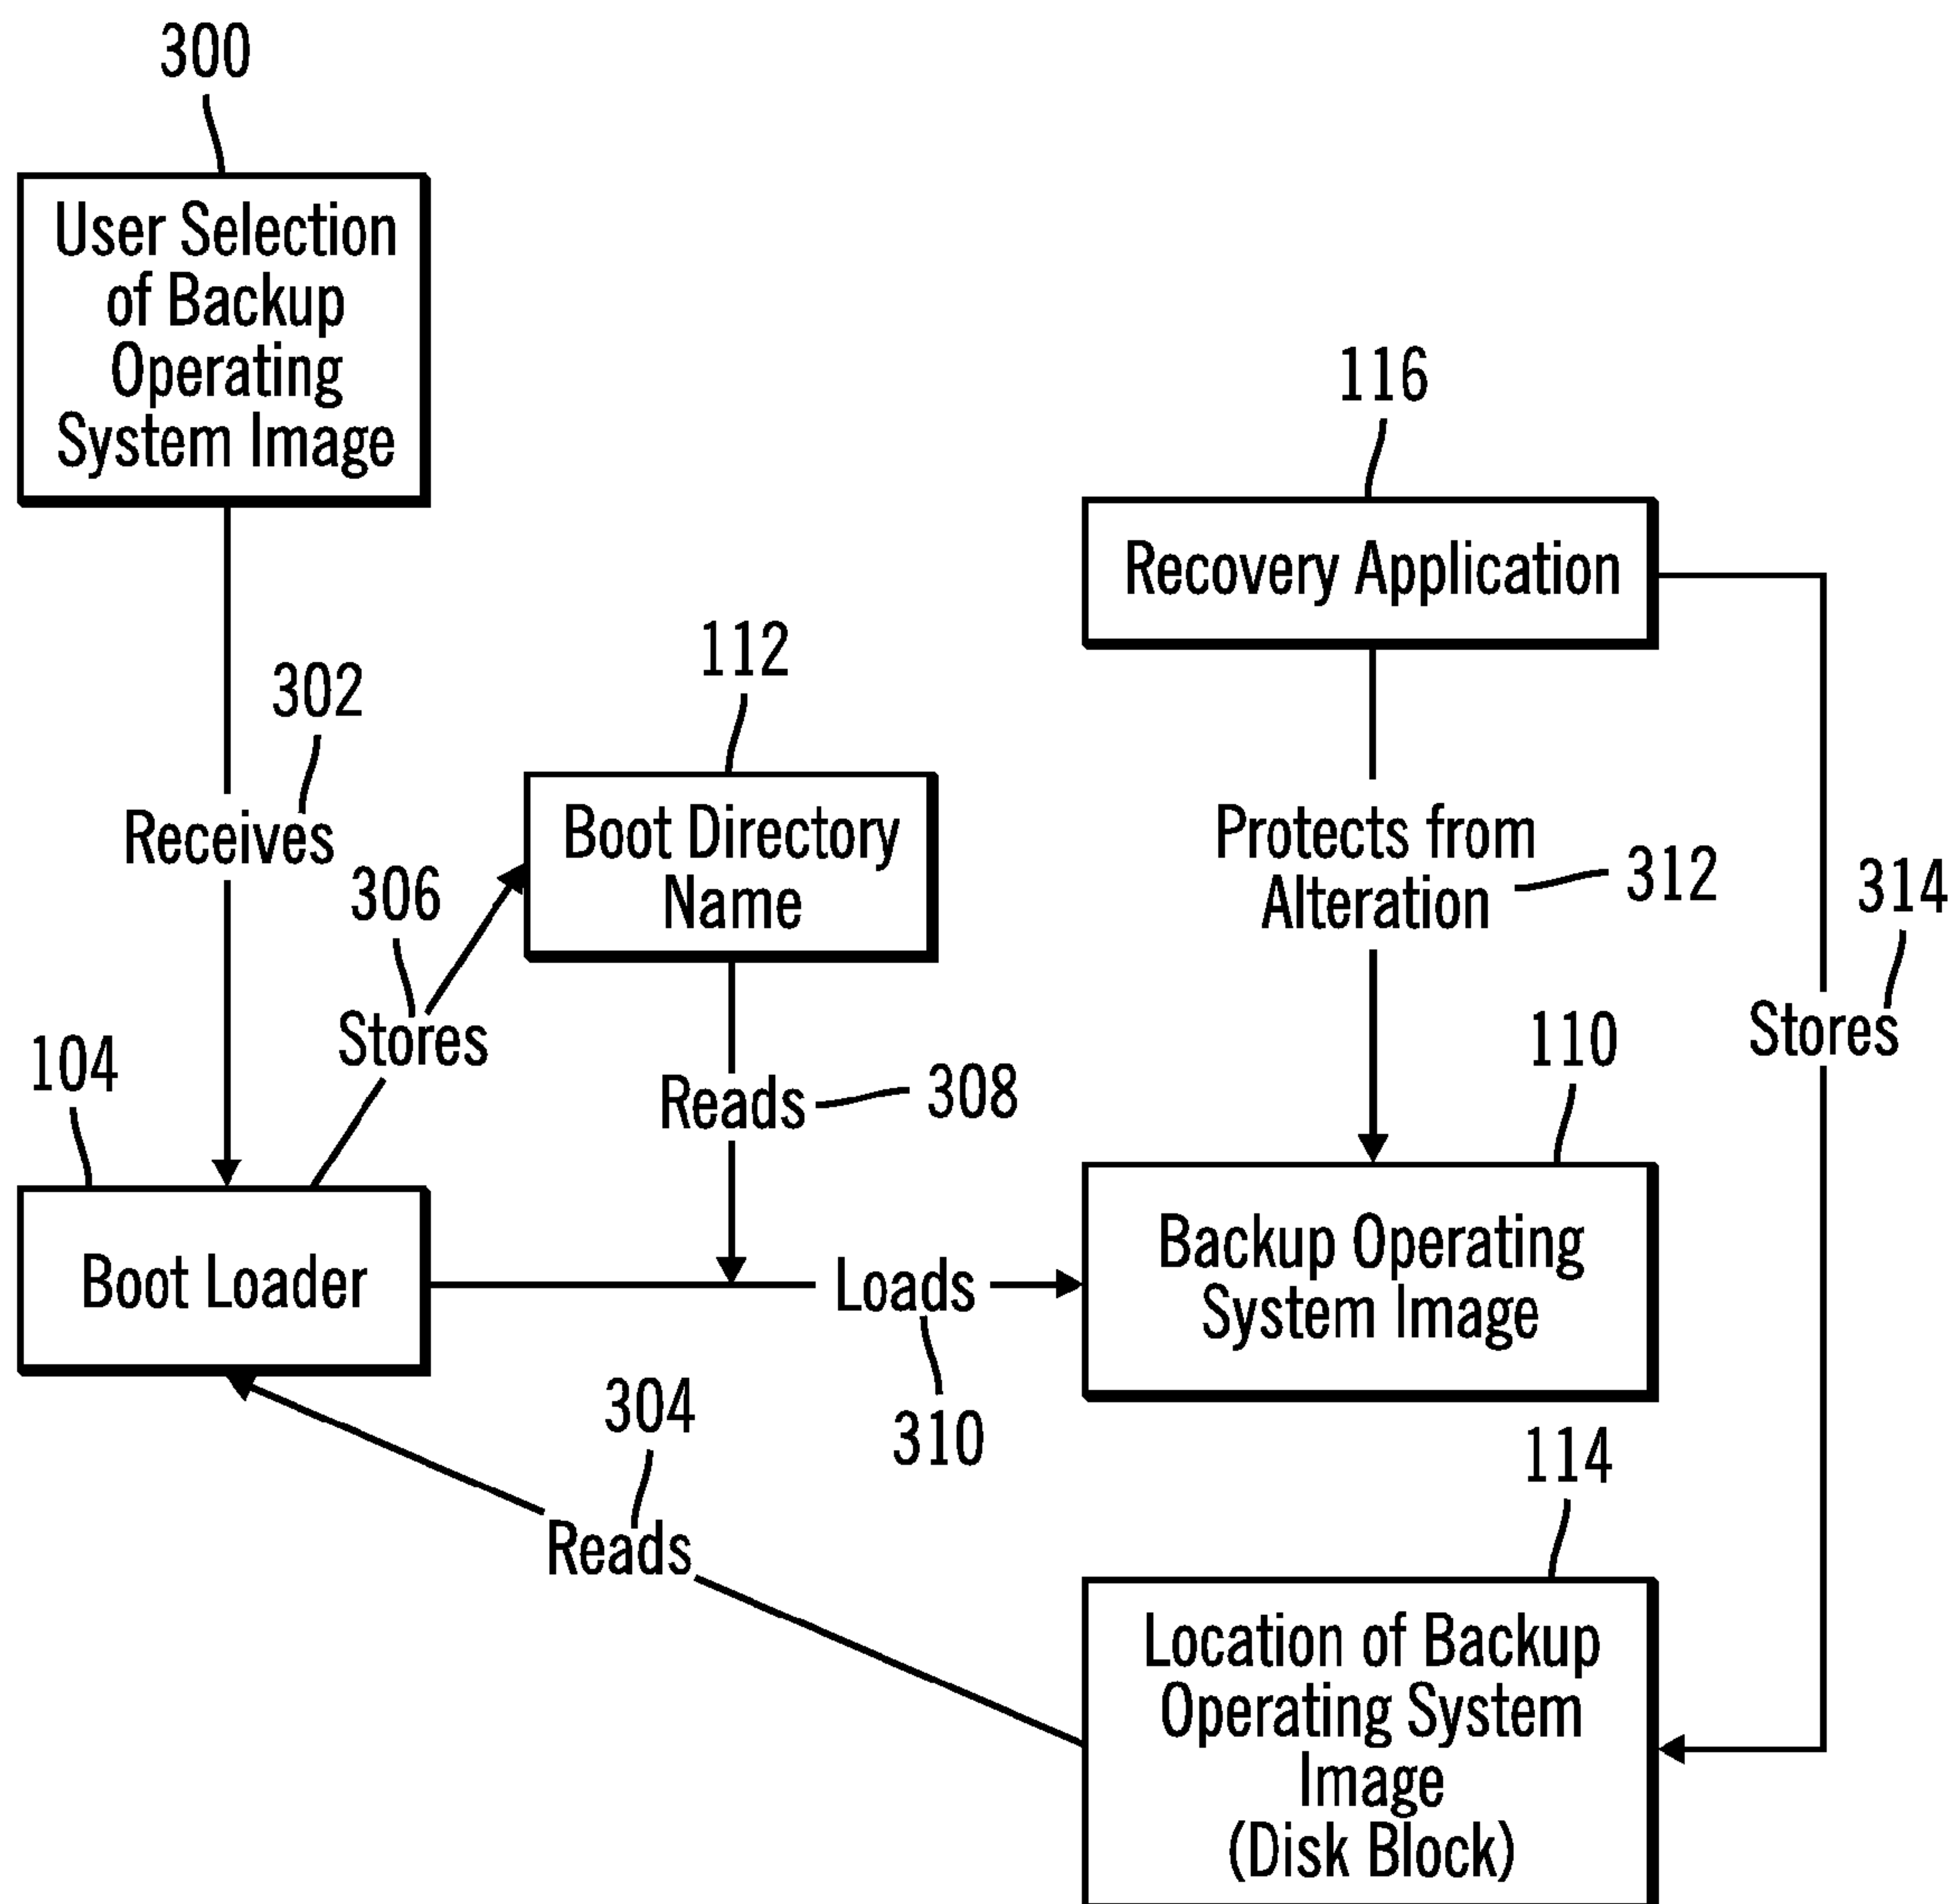 300
User Selection
of Backup
Operating
System Image
116
Recovery Application
112
302
Boot Directory
Name
Receives
306
Protects from
Alteration
312
314
Stores
104
Stores
110
Reads
308
Boot Loader
Loads
Backup Operating
System Image
304
310
114
Reads
Location of Backup
Operating System
Image
(Disk Block)